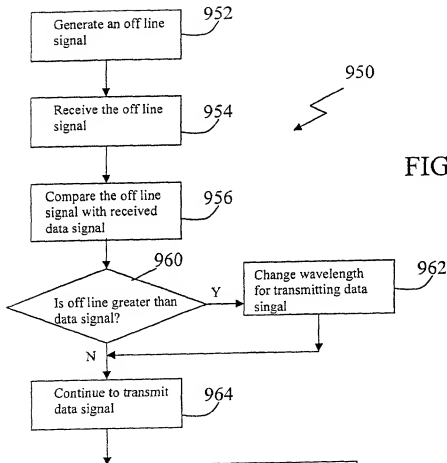 Generate an off line
signal
952
950
Receive the off line
signal
954
FIG
Compare the off line
signal with received
data signal
956
960
Is off line greater than
data signal?
Y
N
Change wavelength
for transmitting data
singal
962
Continue to transmit
data signal
964